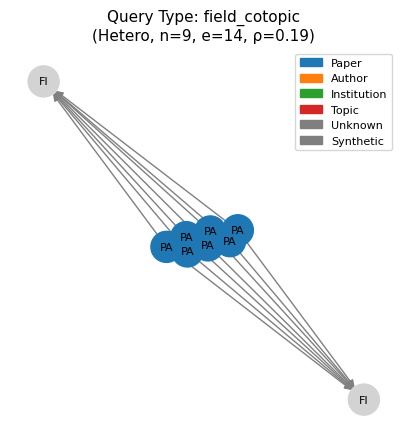 Query Type: field_cotopic
(Hetero, n=9, e=14, ρ=0.19)
FI
Paper
Author
Institution
Topic
Unknown
Synthetic
PA
PA
PA
PA
PA
PA
PA
FI